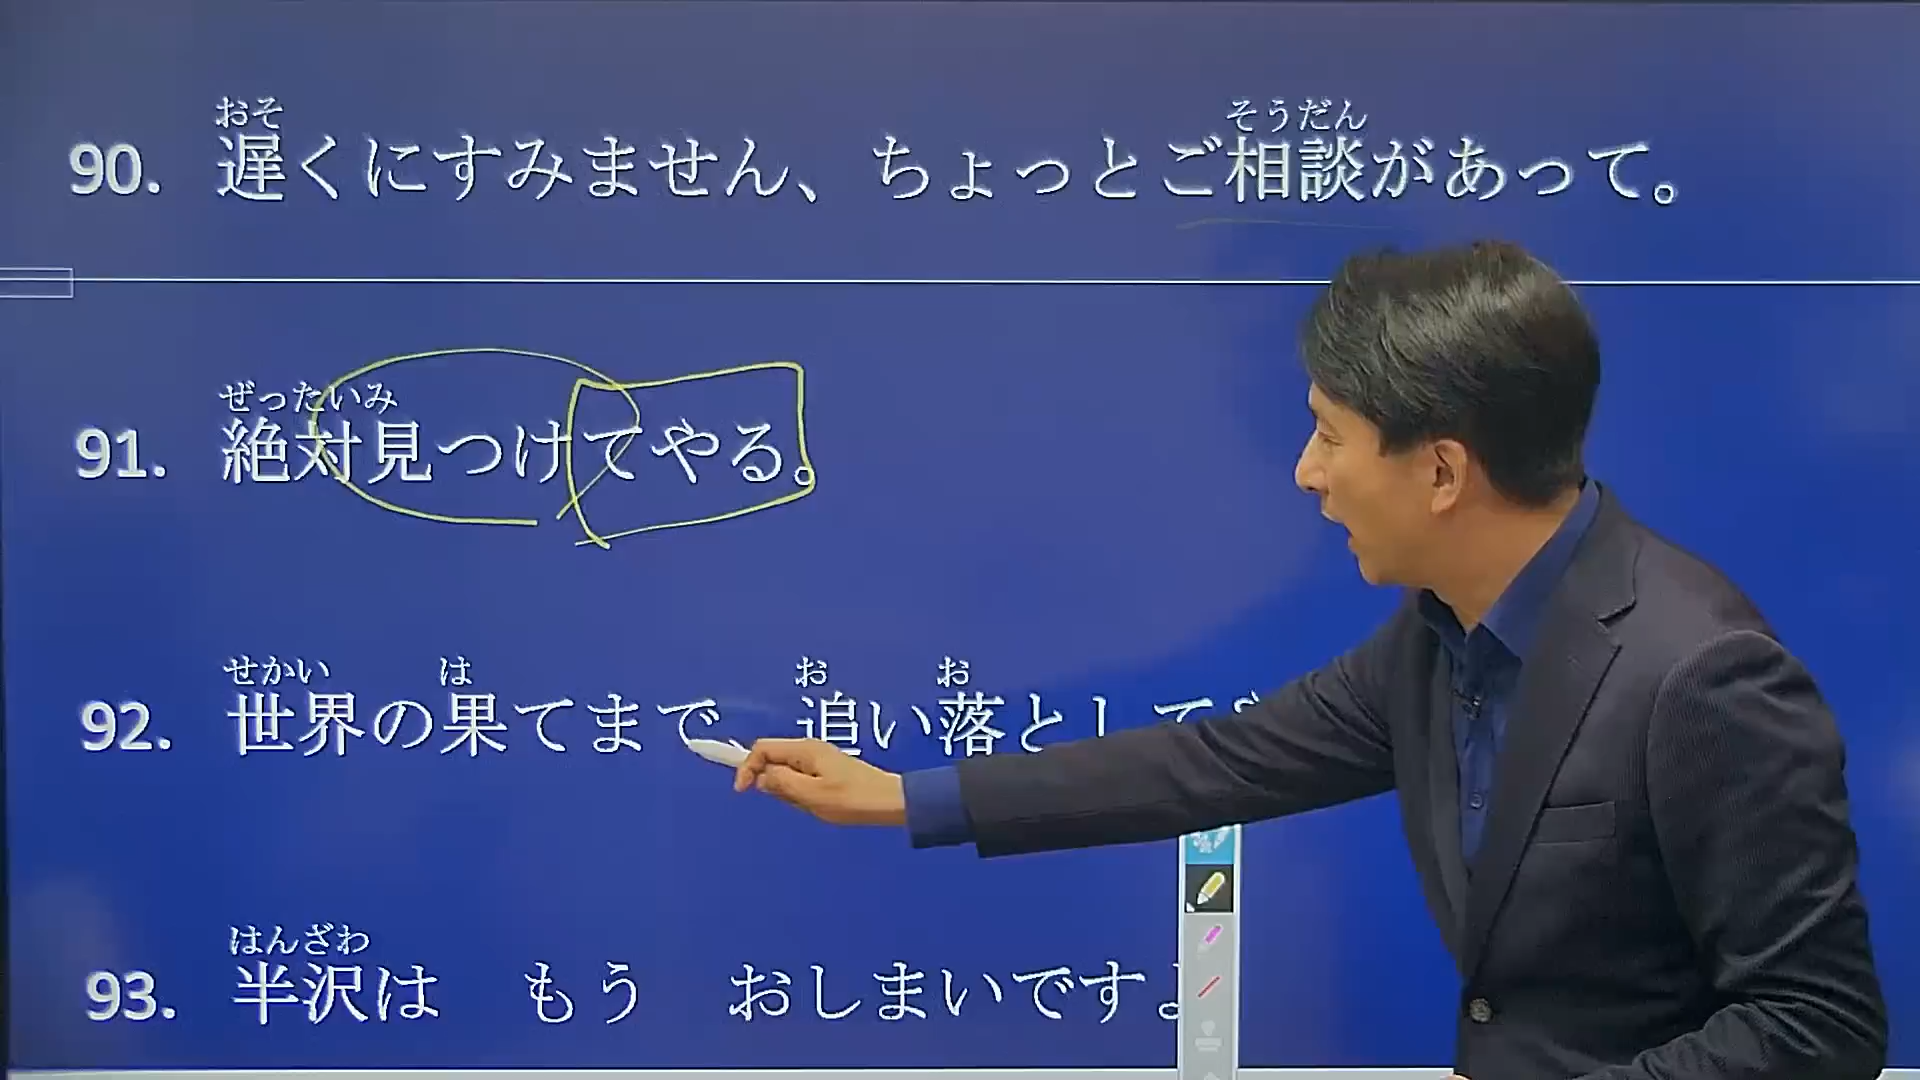 おそ そうだん
90. 遅くにすみません、ちょっとご相談があって。
ぜったいみ
91. 絶対見つけてやる。
せかい は お お
92. 世界の果てまで、追い落として
はんざわ
93. 半沢は もう おしまいです